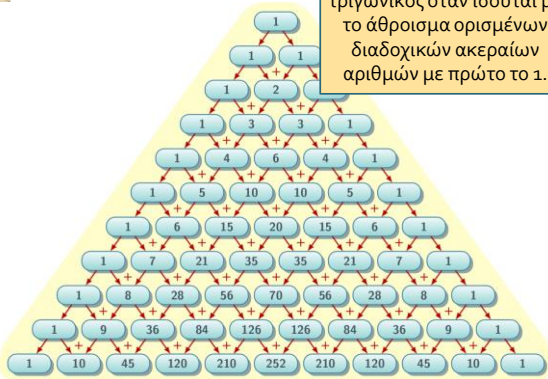 τριγωνικός όταν ισούται μ
το άθροισμα ορισμένων
διαδοχικών ακεραίων
αριθμών με πρώτο το 1.
1
1 1
+
1 2
+ +
1 3 3 1
+ + +
1 4 6 4 1
+ + + +
1 5 10 10 5 1
+ + + + +
1 6 15 20 15 6 1
+ + + + + +
1 7 21 35 35 21 7 1
+ + + + + + +
1 8 28 56 70 56 28 8 1
+ + + + + + + +
1 9 36 84 126 126 84 36 9 1
+ + + + + + + + +
1 10 45 120 210 252 210 120 45 10 1